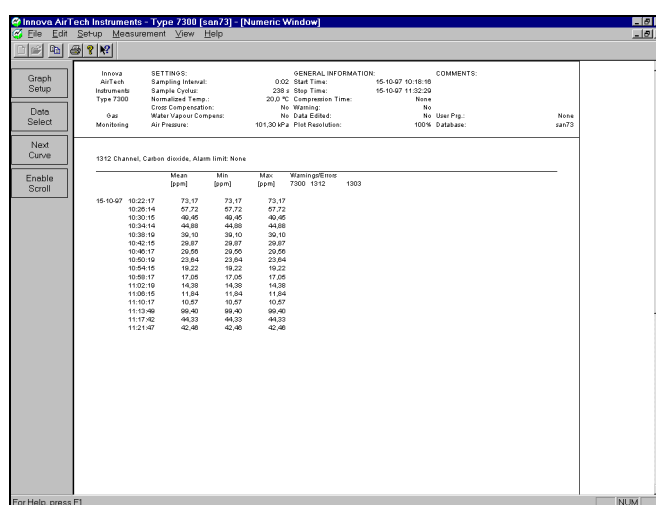 Innova AirTech Instruments - Type 7300 [san73] - [Numeric Window]
File Edit Set-up Measurement View Help
Graph Setup
Data Select
Next Curve
Enable Scroll
Innova SETTINGS: GENERAL INFORMATION: COMMENTS:
AirTech Sampling Interval: 0:02 Start Time: 15-10-97 10:18:16
Instruments Sample Cyclus: 238 s Stop Time: 15-10-97 11:32:29
Type 7300 Normalized Temp.: 20,0 °C Compression Time: None
Cross Compensation: No Warning: No
Gas Water Vapour Compens: No Data Edited: No User Prg.: None
Monitoring Air Pressure: 101,30 kPa Plot Resolution: 100% Database: san73
1312 Channel, Carbon dioxide, Alarm limit: None
Mean Min Max Warnings/Errors
[ppm] [ppm] [ppm] 7300 1312 1303
15-10-97 10:22:17 73,17 73,17 73,17
10:26:14 57,72 57,72 57,72
10:30:15 49,45 49,45 49,45
10:34:14 44,88 44,88 44,88
10:38:19 39,10 39,10 39,10
10:42:15 29,87 29,87 29,87
10:46:17 29,56 29,56 29,56
10:50:19 23,64 23,64 23,64
10:54:15 19,22 19,22 19,22
10:58:17 17,05 17,05 17,05
11:02:19 14,38 14,38 14,38
11:06:15 11,84 11,84 11,84
11:10:17 10,57 10,57 10,57
11:13:49 99,40 99,40 99,40
11:17:42 44,33 44,33 44,33
11:21:47 42,46 42,46 42,46
For Help, press F1 NUM